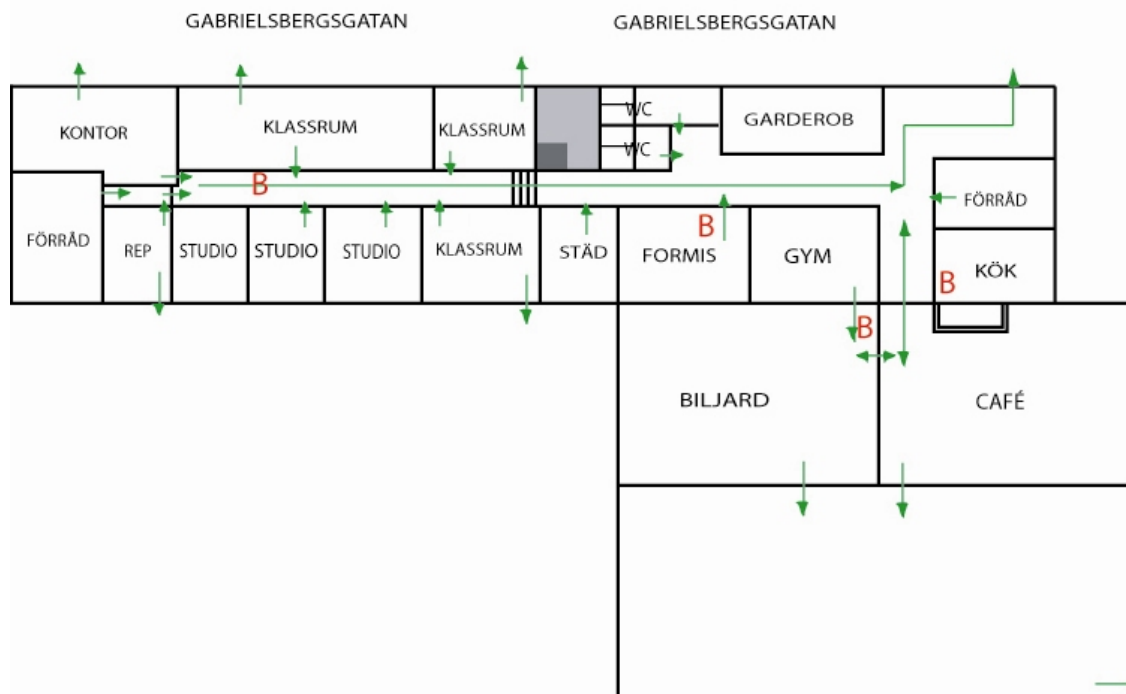 GABRIELSBERGSGATAN
GABRIELSBERGSGATAN
KONTOR
KLASSRUM
KLASSRUM
WC
WC
GARDEROB
B
FÖRRÅD
REP
STUDIO
STUDIO
STUDIO
KLASSRUM
STÄD
B
FORMIS
GYM
FÖRRÅD
B
KÖK
B
BILJARD
CAFÉ